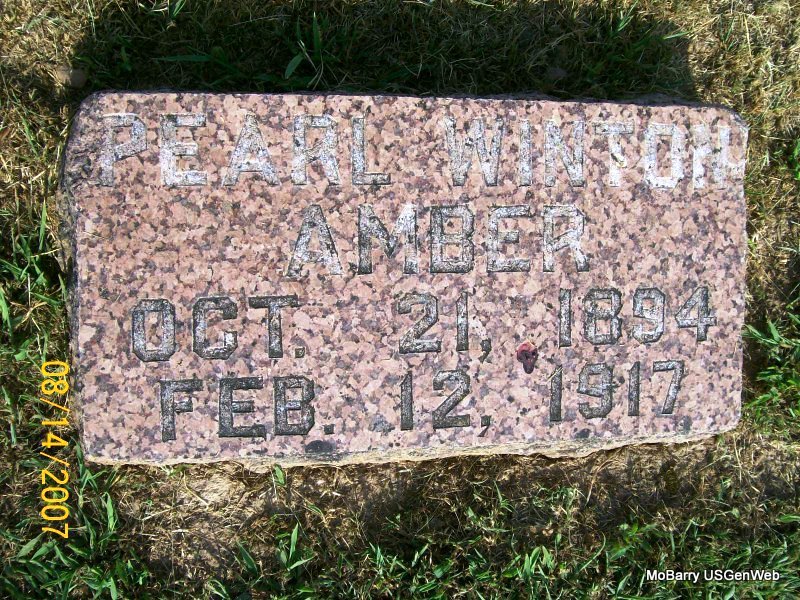 PEARL WINTON
AMBER
OCT. 21, 1894
FEB. 12, 1917
08/14/2007
MoBarry USGenWeb